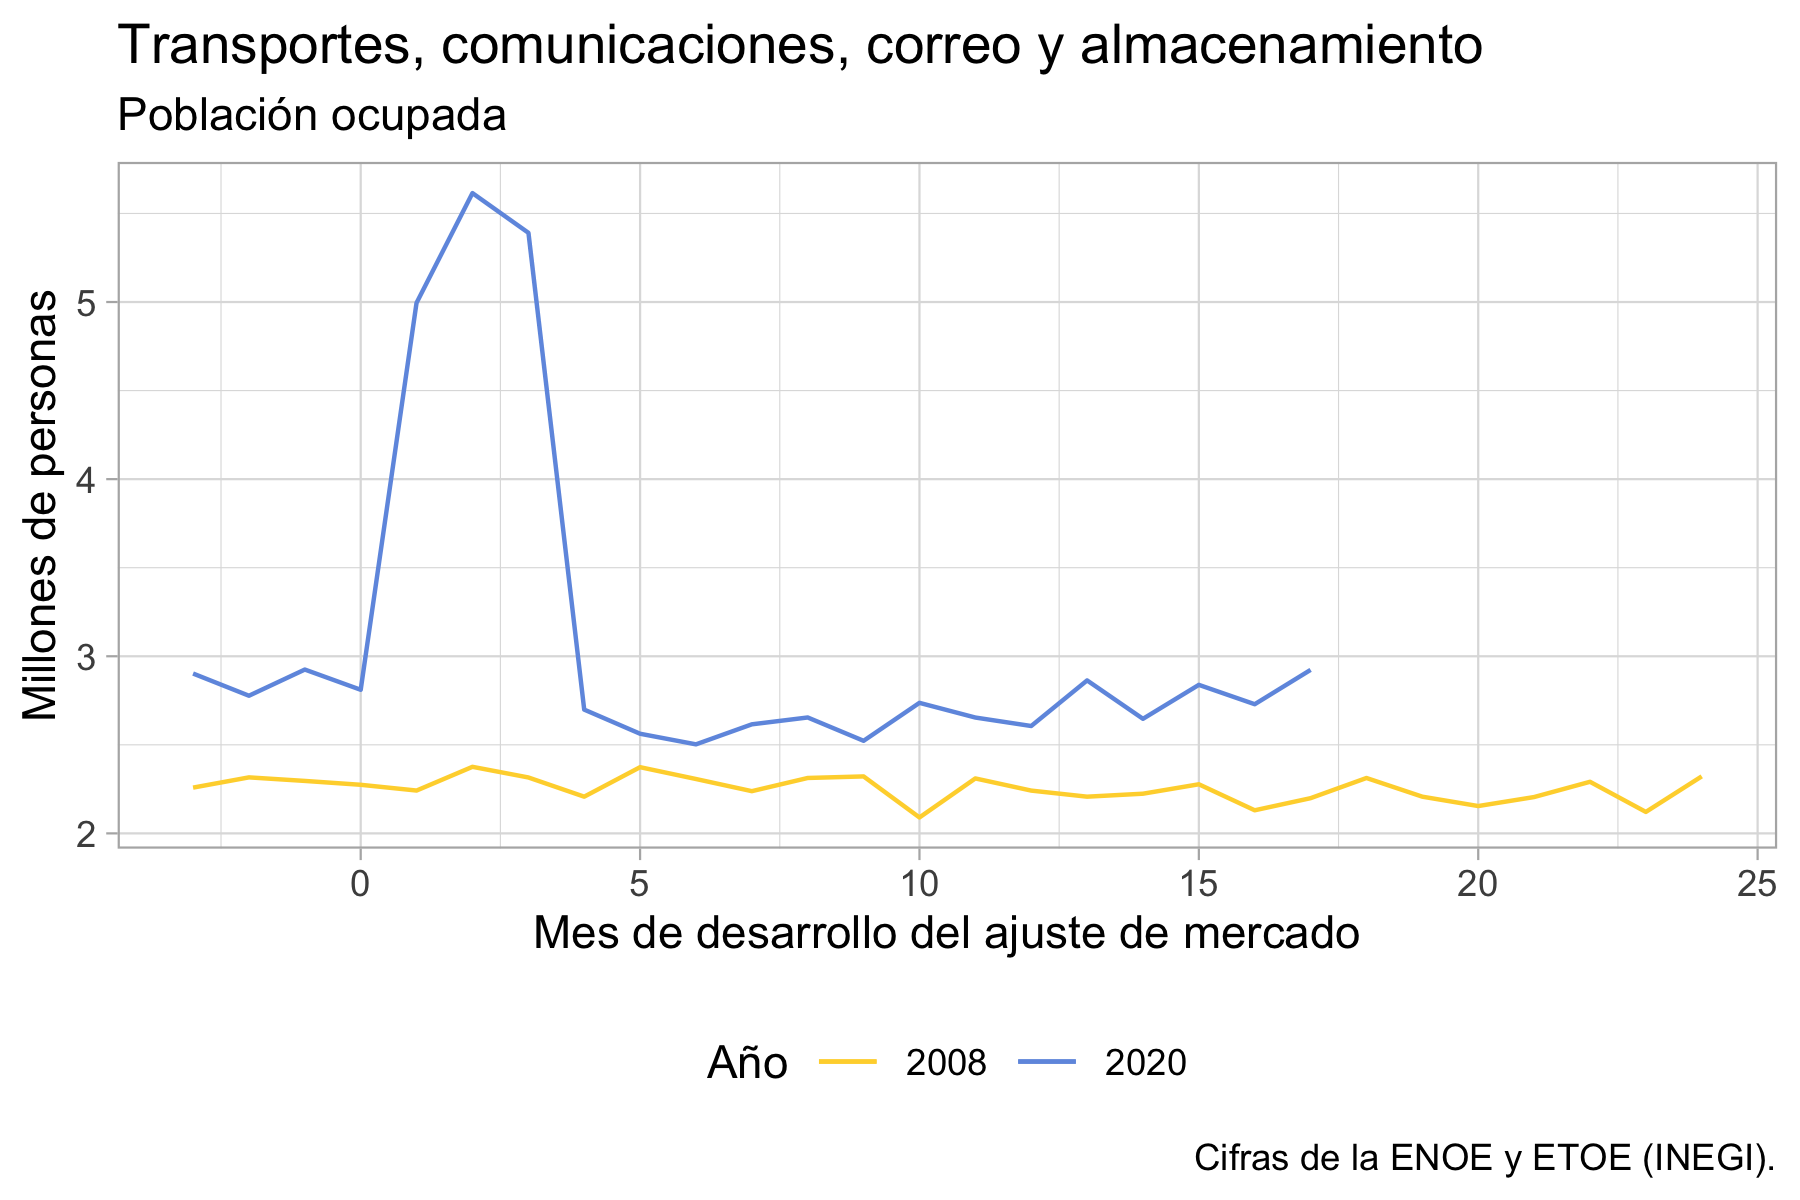 Transportes, comunicaciones, correo y almacenamiento
Población ocupada
Millones de personas
5
4
3
2
0
5
10
15
20
25
Mes de desarrollo del ajuste de mercado
Año
2008
2020
Cifras de la ENOE y ETOE (INEGI).